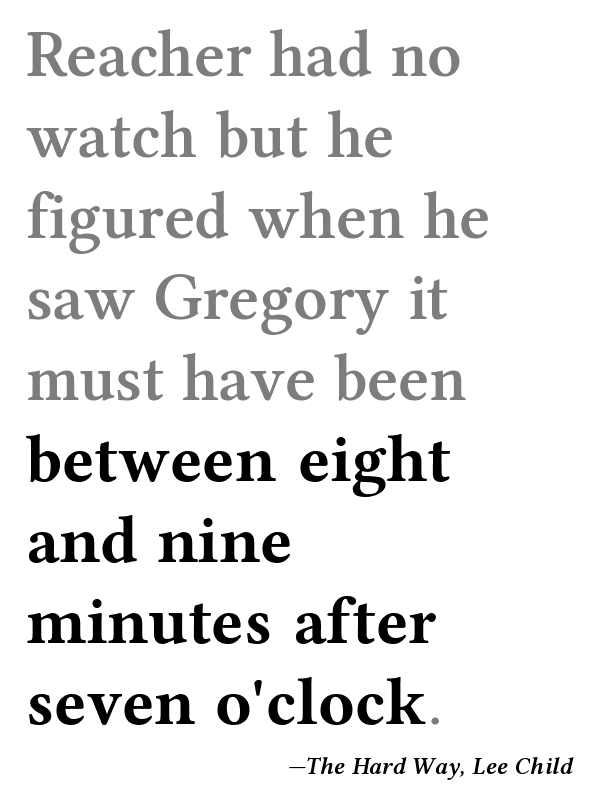 Reacher had no
watch but he
figured when he
saw Gregory it
must have been
between eight
and nine
minutes after
seven o'clock.
—The Hard Way, Lee Child